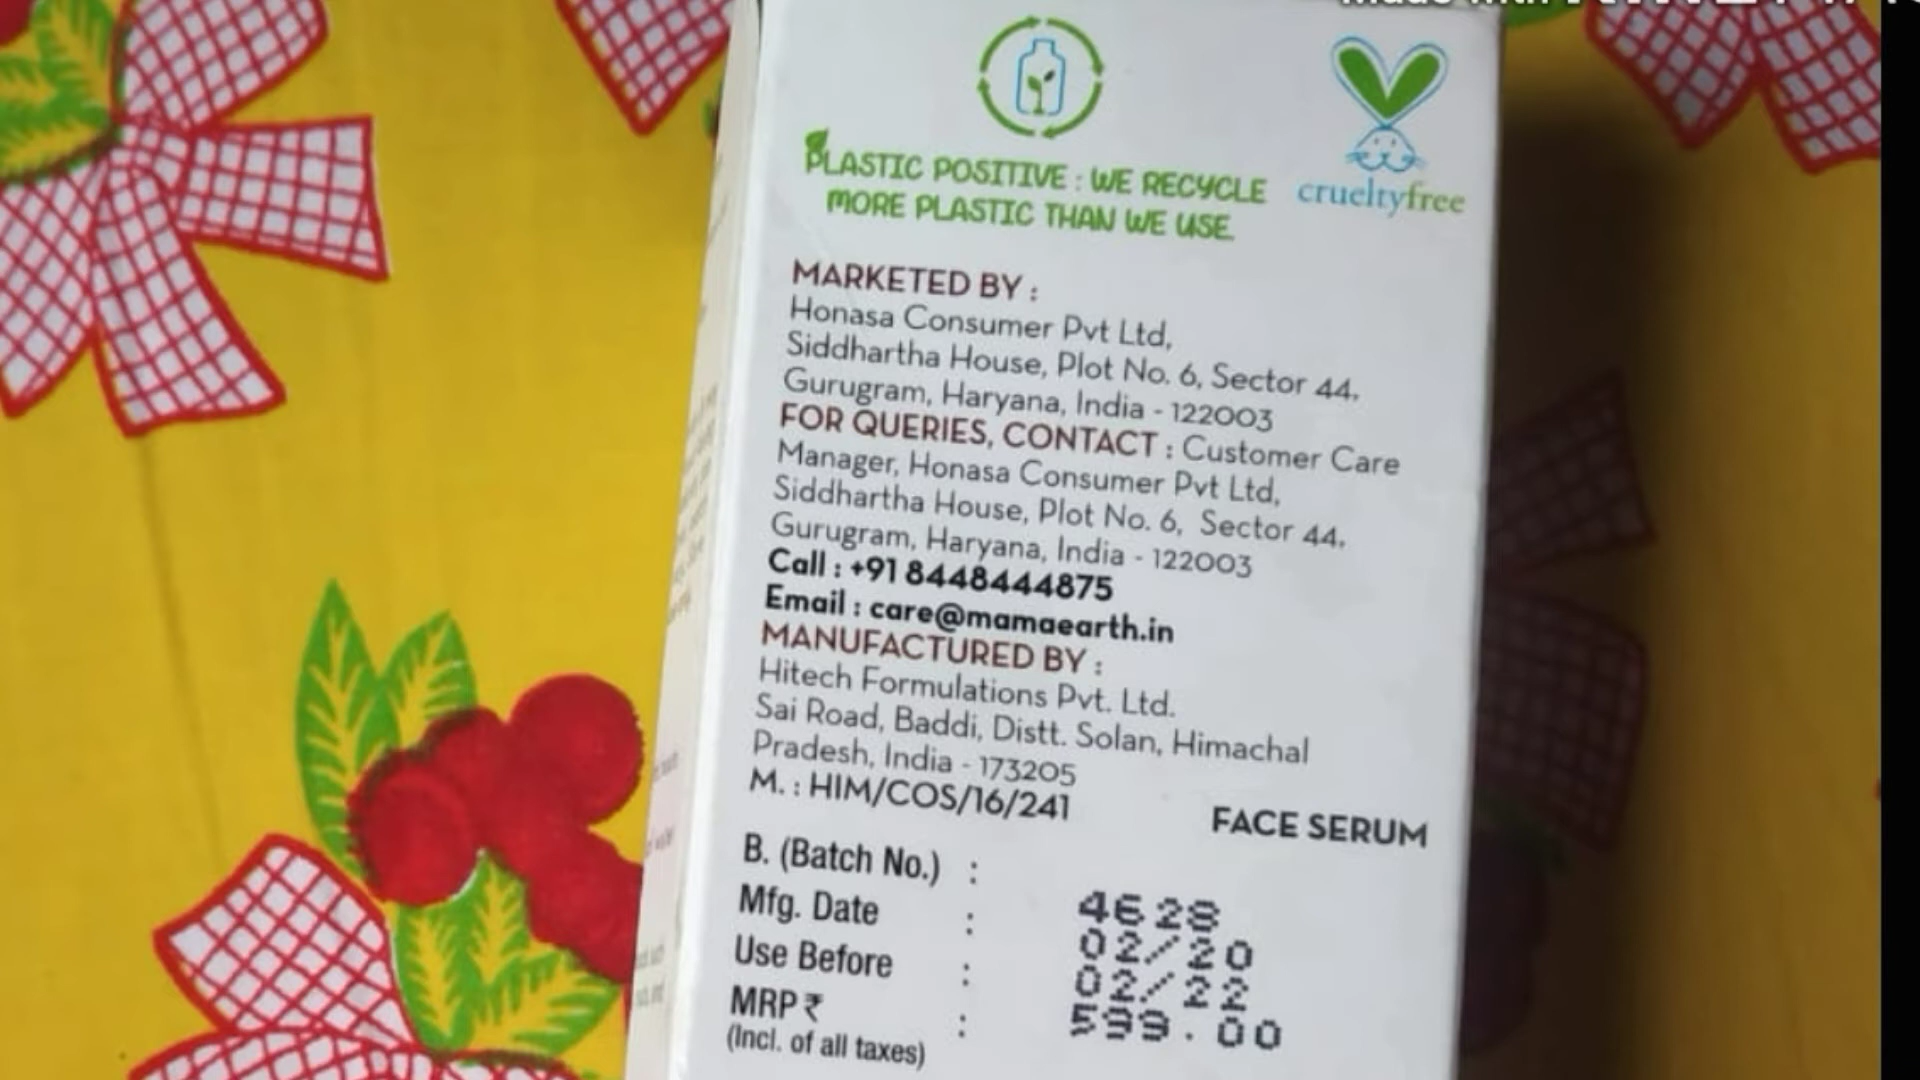 PLASTIC POSITIVE : WE RECYCLE
MORE PLASTIC THAN WE USE.
crueltyfree
MARKETED BY :
Honasa Consumer Pvt Ltd,
Siddhartha House, Plot No. 6, Sector 44,
Gurugram, Haryana, India - 122003
FOR QUERIES, CONTACT : Customer Care
Manager, Honasa Consumer Pvt Ltd,
Siddhartha House, Plot No. 6, Sector 44,
Gurugram, Haryana, India - 122003
Call : +91 8448444875
Email : care@mamaearth.in
MANUFACTURED BY :
Hitech Formulations Pvt. Ltd.
Sai Road, Baddi, Distt. Solan, Himachal
Pradesh, India - 173205
M. : HIM/COS/16/241
FACE SERUM
B. (Batch No.) : 4628
Mfg. Date : 02/20
Use Before : 02/22
MRP ₹ : 599.00
(Incl. of all taxes)